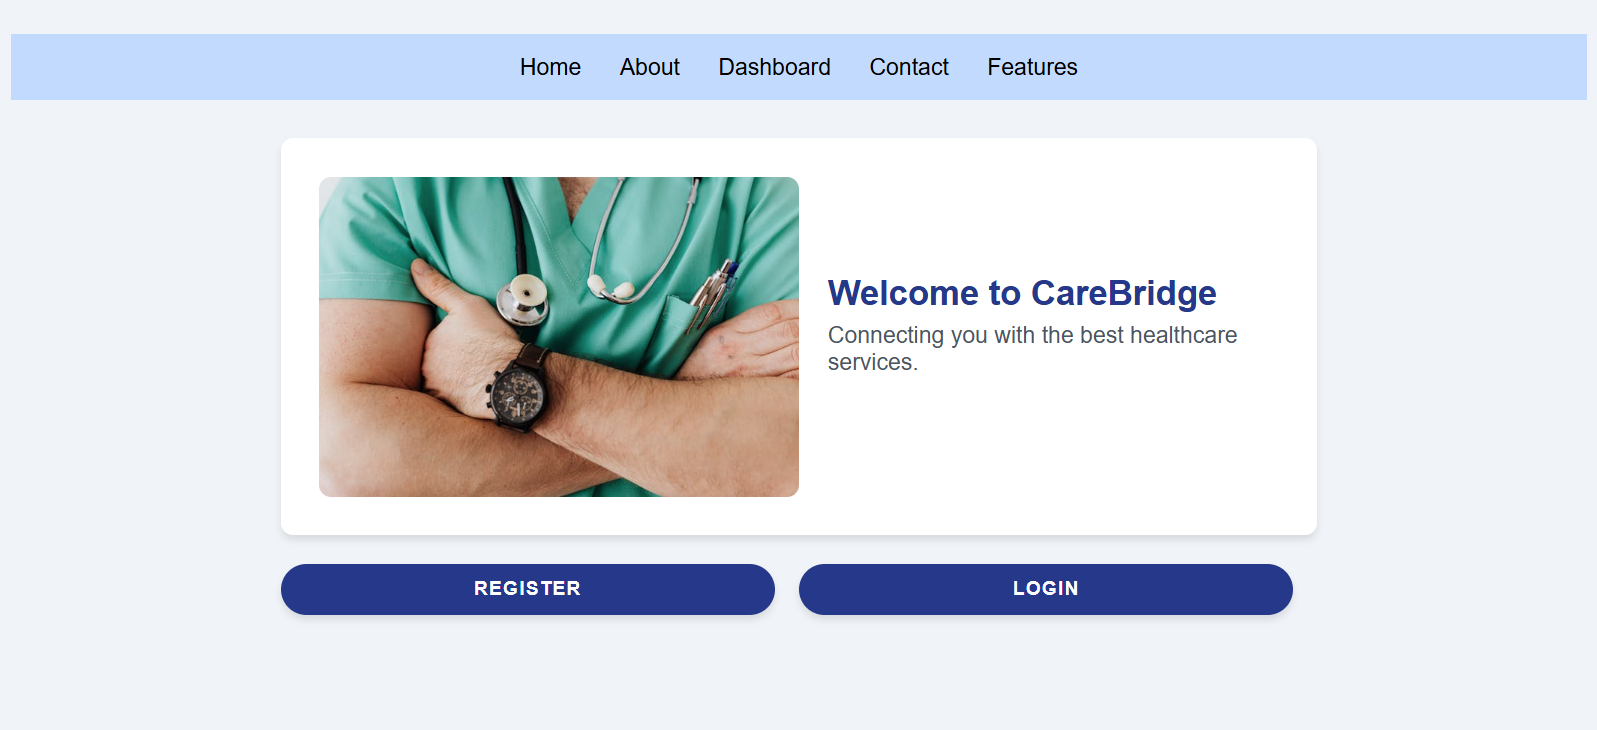 Home About Dashboard Contact Features
Welcome to CareBridge
Connecting you with the best healthcare
services.
REGISTER LOGIN